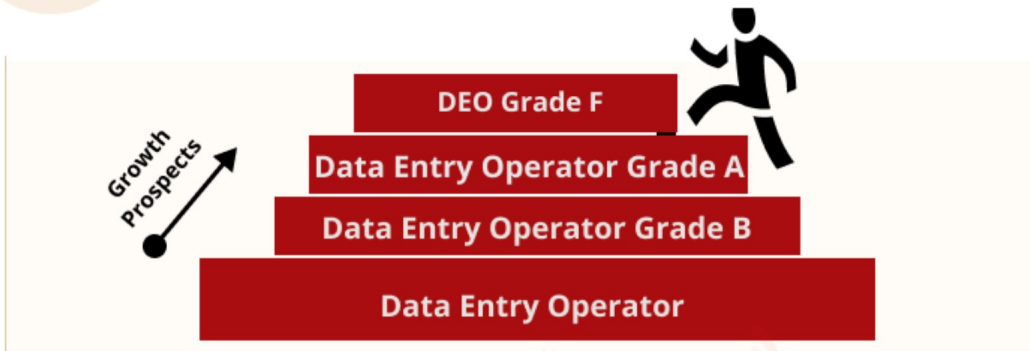 DEO Grade F
Data Entry Operator Grade A
Growth
Prospects
Data Entry Operator Grade B
Data Entry Operator